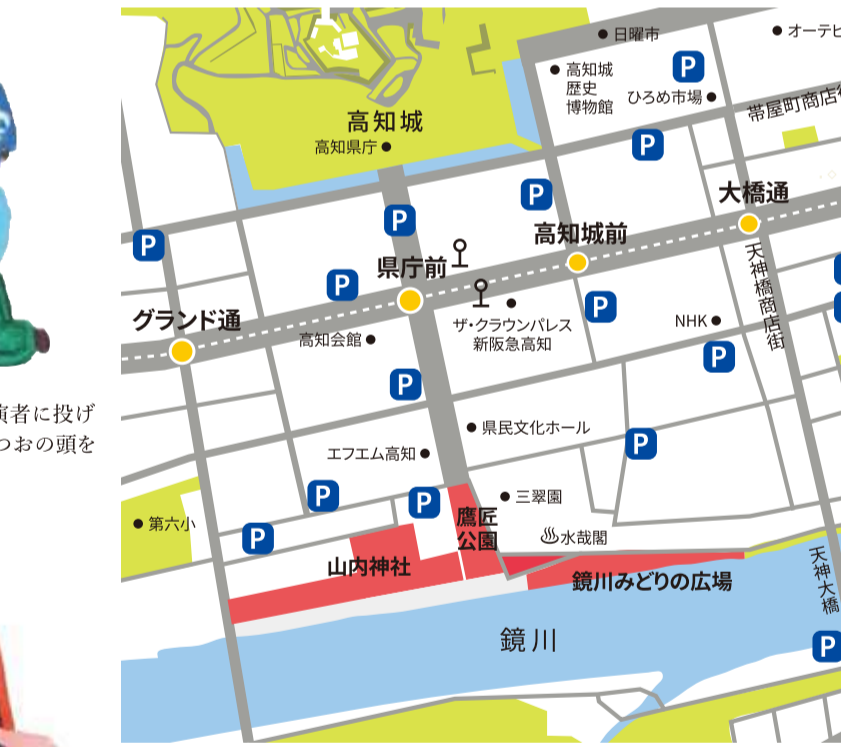 日曜市
オーテピ
高知城
歴史
博物館
ひろめ市場
帯屋町商店
高知城
高知県庁
大橋通
高知城前
県庁前
グランド通
天神橋商店街
高知会館
ザ・クラウンパレス
新阪急高知
NHK
演者に投げ
つおの頭を
県民文化ホール
エフエム高知
三翠園
第六小
鷹匠
公園
水哉閣
山内神社
鏡川みどりの広場
天神大橋
鏡川
P
P
P
P
P
P
P
P
P
P
P
P
P
P